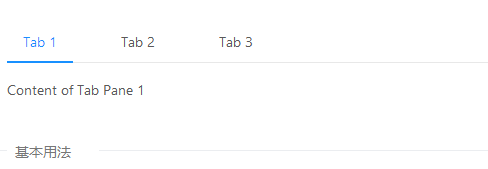 Tab 1 Tab 2 Tab 3
Content of Tab Pane 1
基本用法